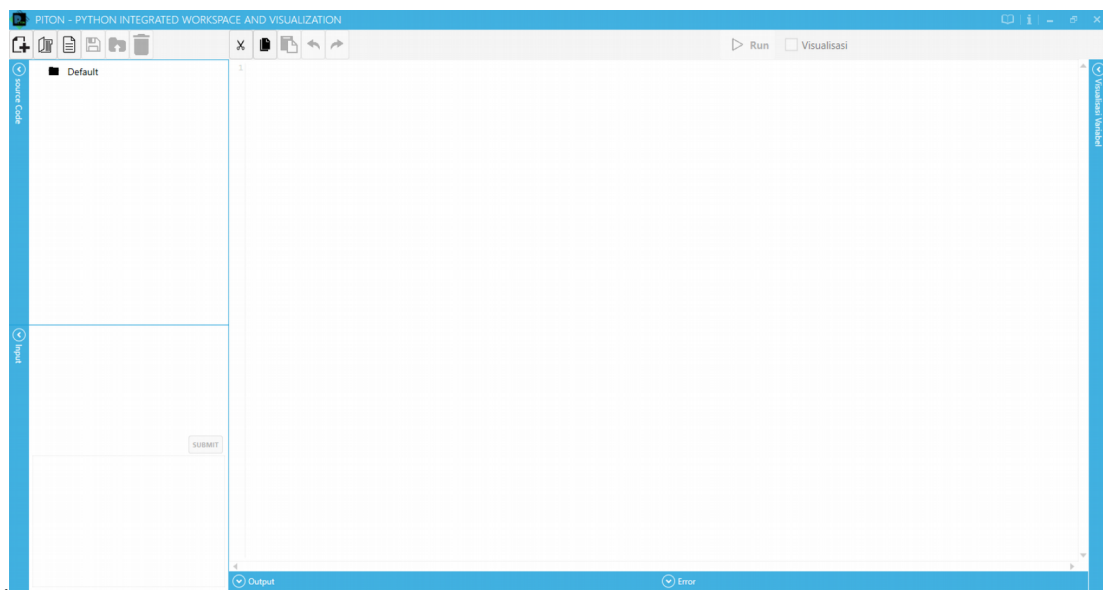 PITON - PYTHON INTEGRATED WORKSPACE AND VISUALIZATION
Run
Visualisasi
source Code
Default
1
Visualisasi Variabel
Input
SUBMIT
Output
Error